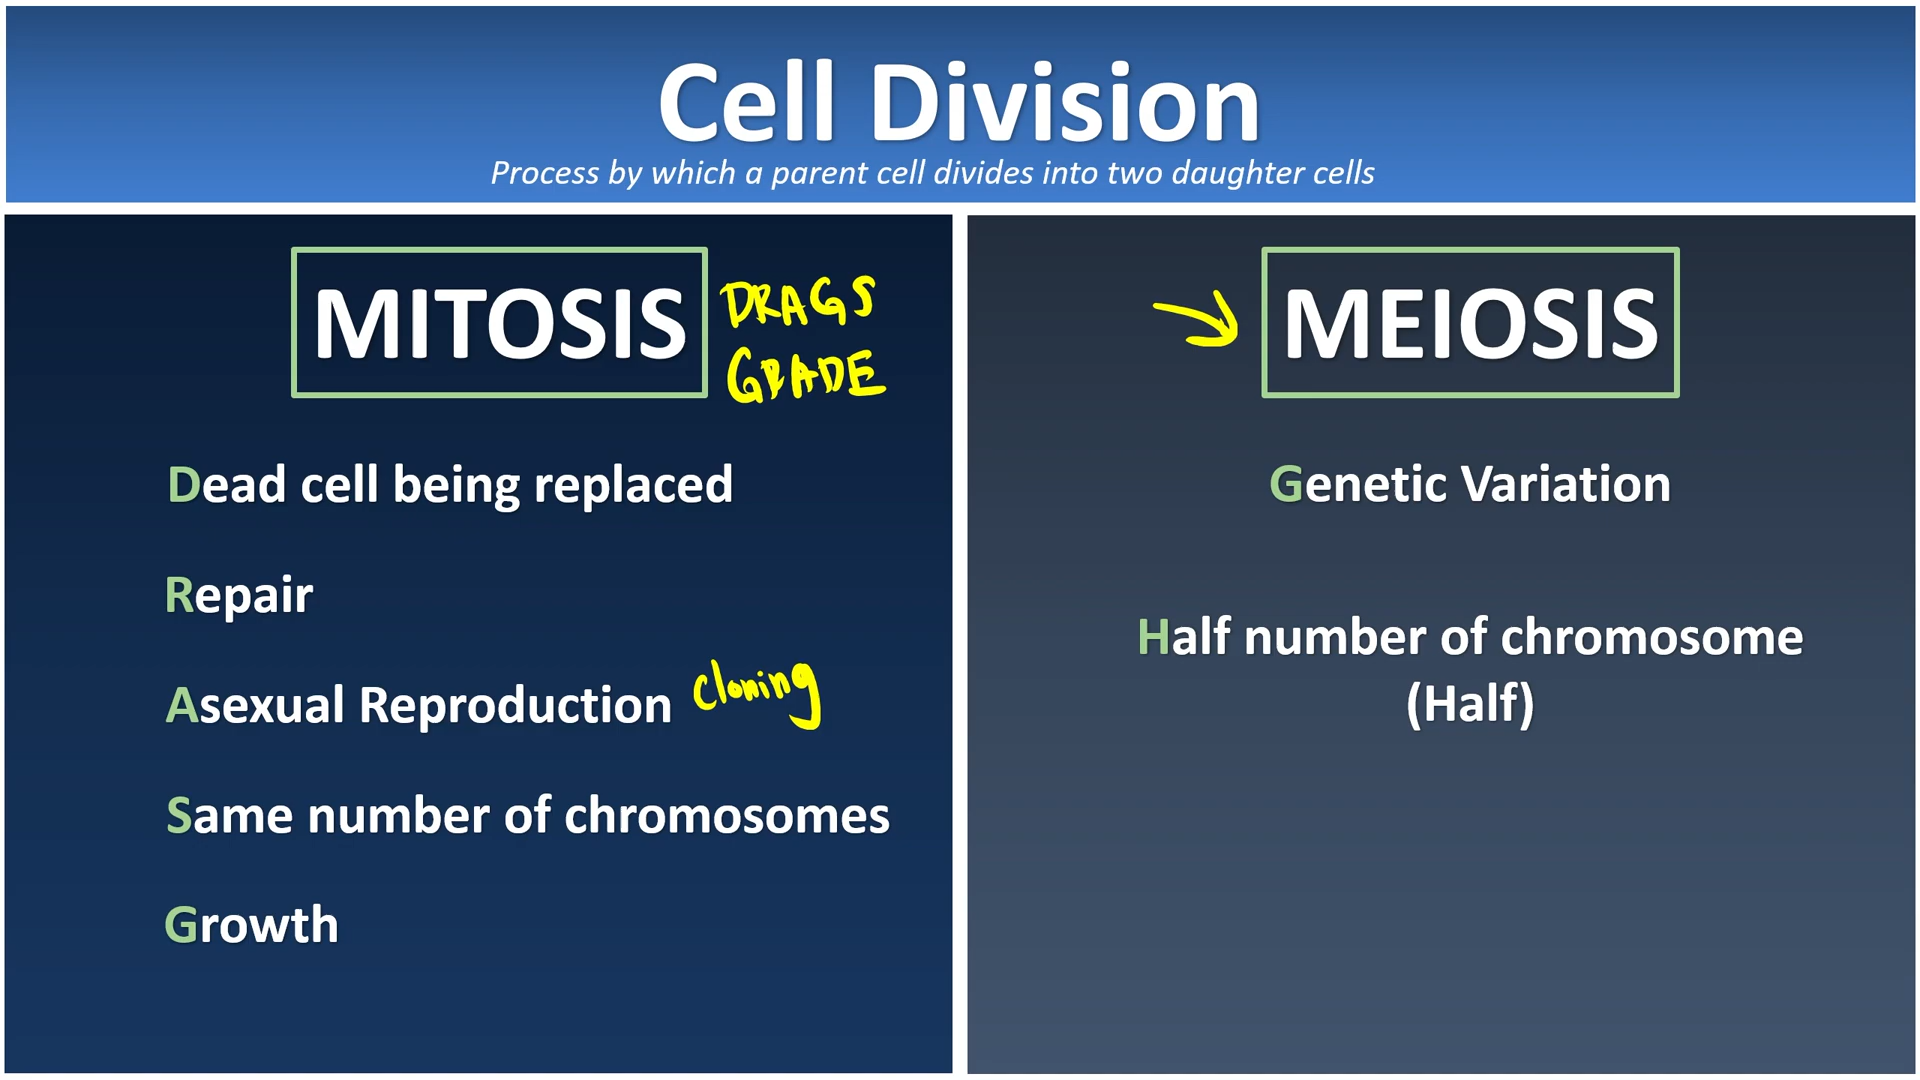 Cell Division
Process by which a parent cell divides into two daughter cells
MITOSIS
DRAGS
GRADE
Dead cell being replaced
Repair
Asexual Reproduction
cloning
Same number of chromosomes
Growth
MEIOSIS
Genetic Variation
Half number of chromosome
(Half)